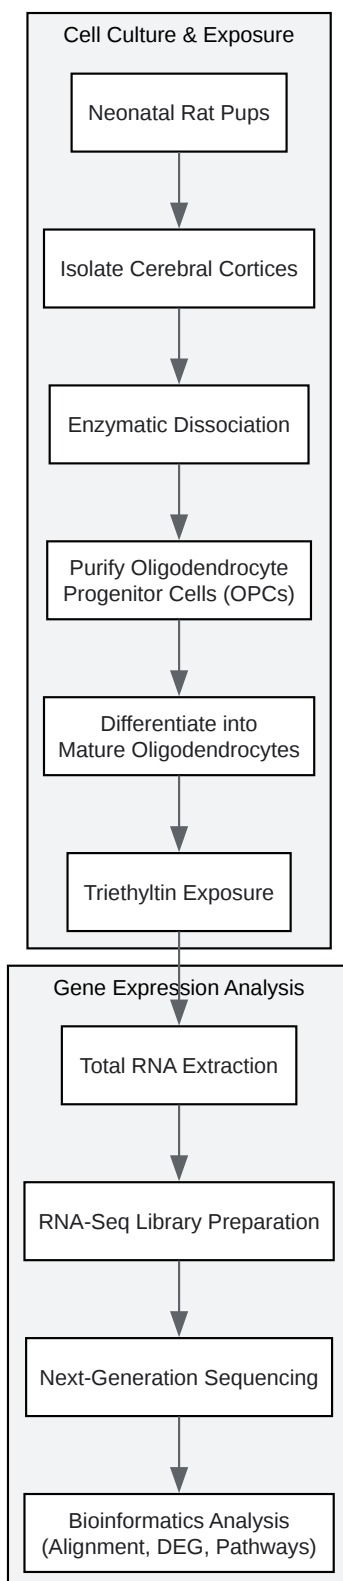 Cell Culture & Exposure
Neonatal Rat Pups
Isolate Cerebral Cortices
Enzymatic Dissociation
Purify Oligodendrocyte
Progenitor Cells (OPCs)
Differentiate into
Mature Oligodendrocytes
Triethyltin Exposure
Gene Expression Analysis
Total RNA Extraction
RNA-Seq Library Preparation
Next-Generation Sequencing
Bioinformatics Analysis
(Alignment, DEG, Pathways)